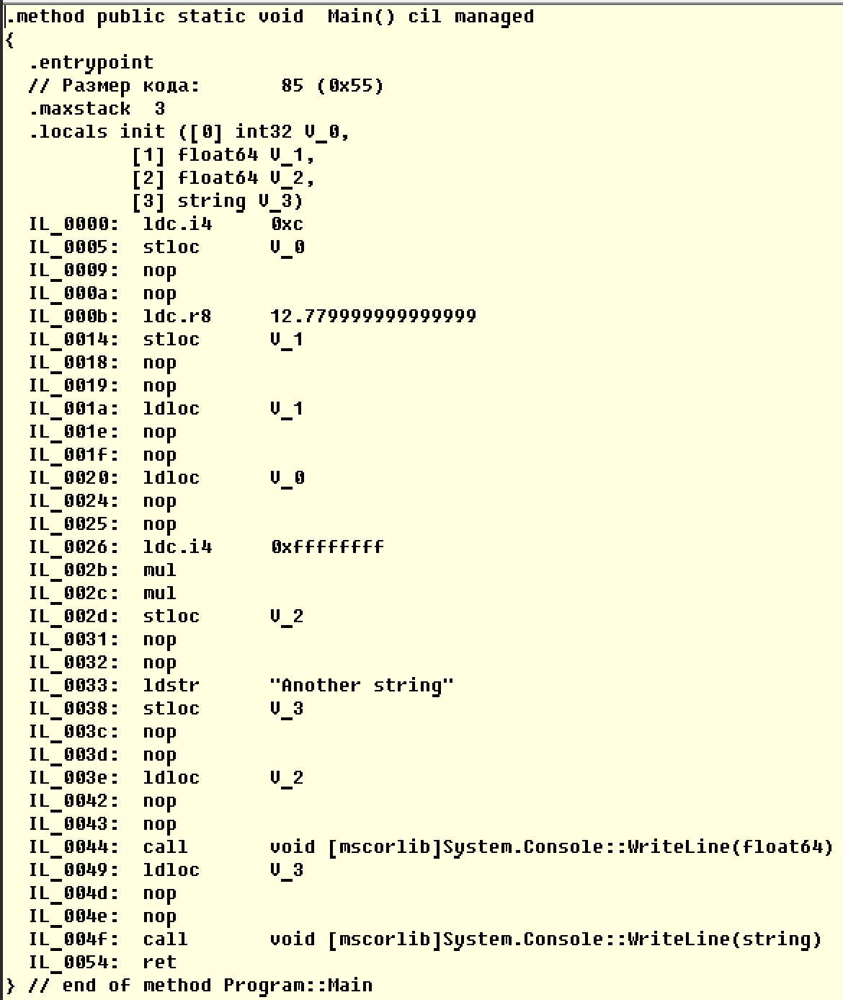 .method public static void  Main() cil managed
{
  .entrypoint
  // Размер кода:         85 (0x55)
  .maxstack  3
  .locals init ([0] int32 V_0,
           [1] float64 V_1,
           [2] float64 V_2,
           [3] string V_3)
  IL_0000:  ldc.i4     0xc
  IL_0005:  stloc      V_0
  IL_0009:  nop
  IL_000a:  nop
  IL_000b:  ldc.r8     12.779999999999999
  IL_0014:  stloc      V_1
  IL_0018:  nop
  IL_0019:  nop
  IL_001a:  ldloc      V_1
  IL_001e:  nop
  IL_001f:  nop
  IL_0020:  ldloc      V_0
  IL_0024:  nop
  IL_0025:  nop
  IL_0026:  ldc.i4     0xffffffff
  IL_002b:  mul
  IL_002c:  mul
  IL_002d:  stloc      V_2
  IL_0031:  nop
  IL_0032:  nop
  IL_0033:  ldstr      "Another string"
  IL_0038:  stloc      V_3
  IL_003c:  nop
  IL_003d:  nop
  IL_003e:  ldloc      V_2
  IL_0042:  nop
  IL_0043:  nop
  IL_0044:  call       void [mscorlib]System.Console::WriteLine(float64)
  IL_0049:  ldloc      V_3
  IL_004d:  nop
  IL_004e:  nop
  IL_004f:  call       void [mscorlib]System.Console::WriteLine(string)
  IL_0054:  ret
} // end of method Program::Main